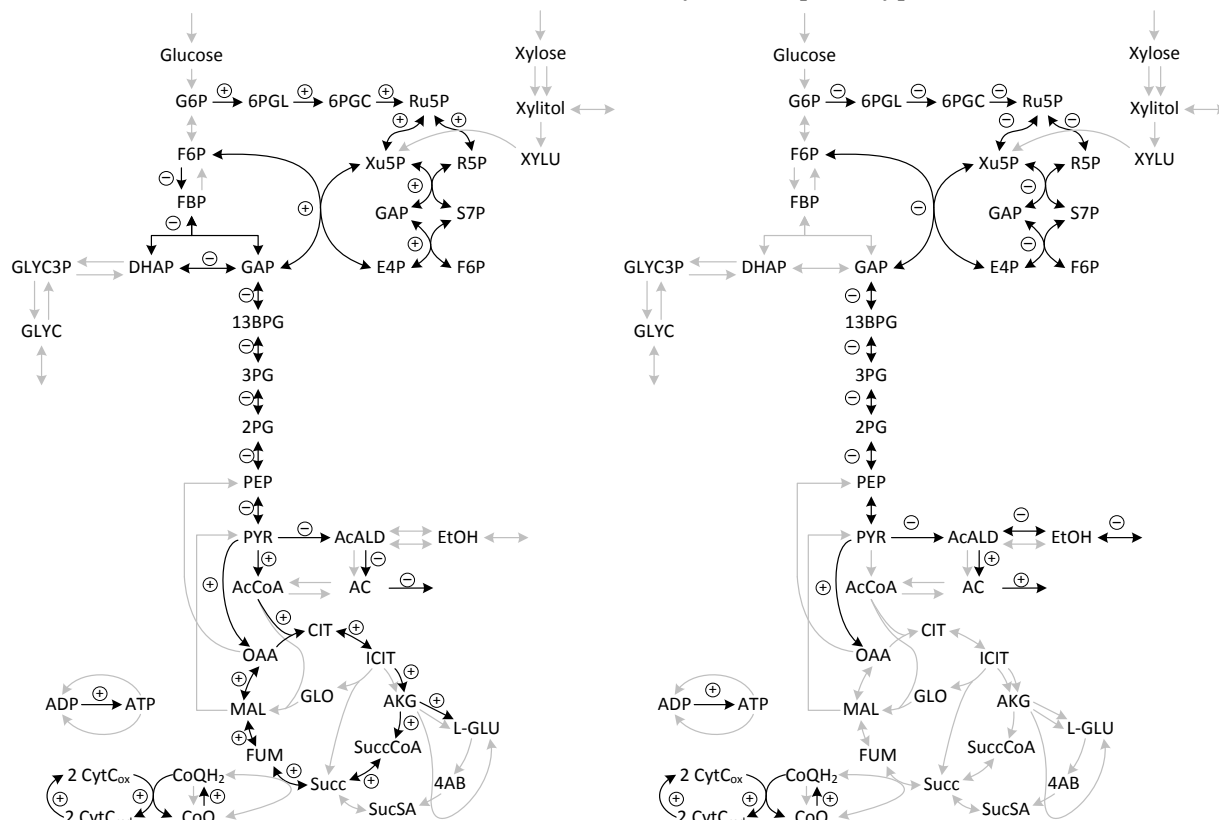 Glucose Xylose Glucose Xylose
G6P ⊕ 6PGL ⊕ 6PGC ⊕ Ru5P Xylitol G6P ⊖ 6PGL ⊖ 6PGC ⊖ Ru5P Xylitol
⊕ ⊕ ⊖ ⊖
F6P Xu5P R5P XYLU F6P Xu5P R5P XYLU
⊖ ⊕ ⊖
FBP GAP S7P FBP GAP S7P
⊖ ⊕ ⊕ ⊖ ⊖
GLYC3P DHAP ⊖ GAP E4P F6P GLYC3P DHAP GAP E4P F6P
⊖ ⊖
GLYC 13BPG GLYC 13BPG
⊖ ⊖
3PG 3PG
⊖ ⊖
2PG 2PG
⊖ ⊖
PEP PEP
⊖ ⊖ ⊖ ⊖ ⊖
PYR AcALD EtOH PYR AcALD EtOH
⊕ ⊖ ⊕
⊕ AcCoA AC ⊖ ⊕ AcCoA AC ⊕
⊕ CIT ⊕ CIT
OAA ICIT OAA ICIT
⊕ ⊕
ADP ⊕ ATP MAL GLO AKG ⊕ L-GLU ADP ⊕ ATP MAL GLO AKG L-GLU
⊕ ⊕
FUM SuccCoA FUM SuccCoA
2 CytCox CoQH2 ⊕ Succ ⊕ 4AB 2 CytCox CoQH2 Succ 4AB
⊕ ⊕ ⊕ ⊕ ⊕ ⊕
2 CytC CoQ SucSA 2 CytC CoQ SucSA